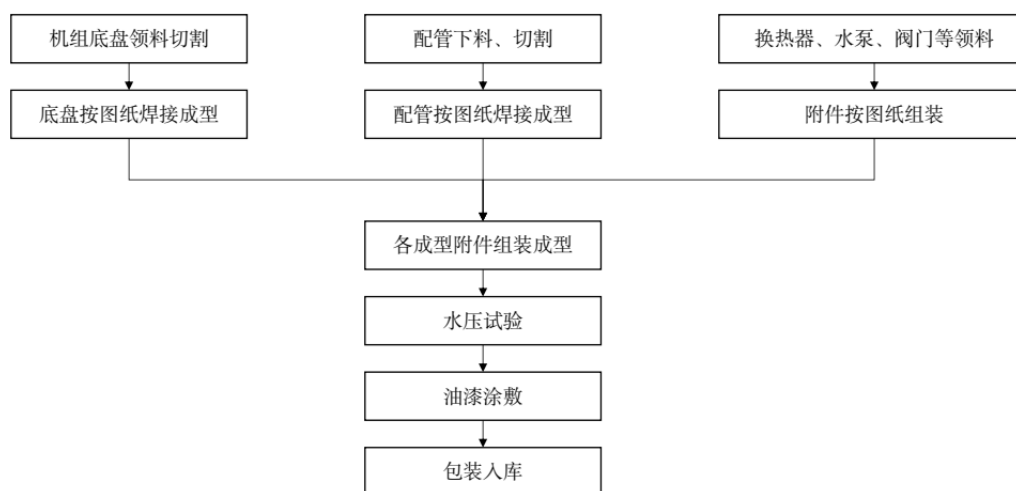 机组底盘领料切割
配管下料、切割
换热器、水泵、阀门等领料
底盘按图纸焊接成型
配管按图纸焊接成型
附件按图纸组装
各成型附件组装成型
水压试验
油漆涂敷
包装入库